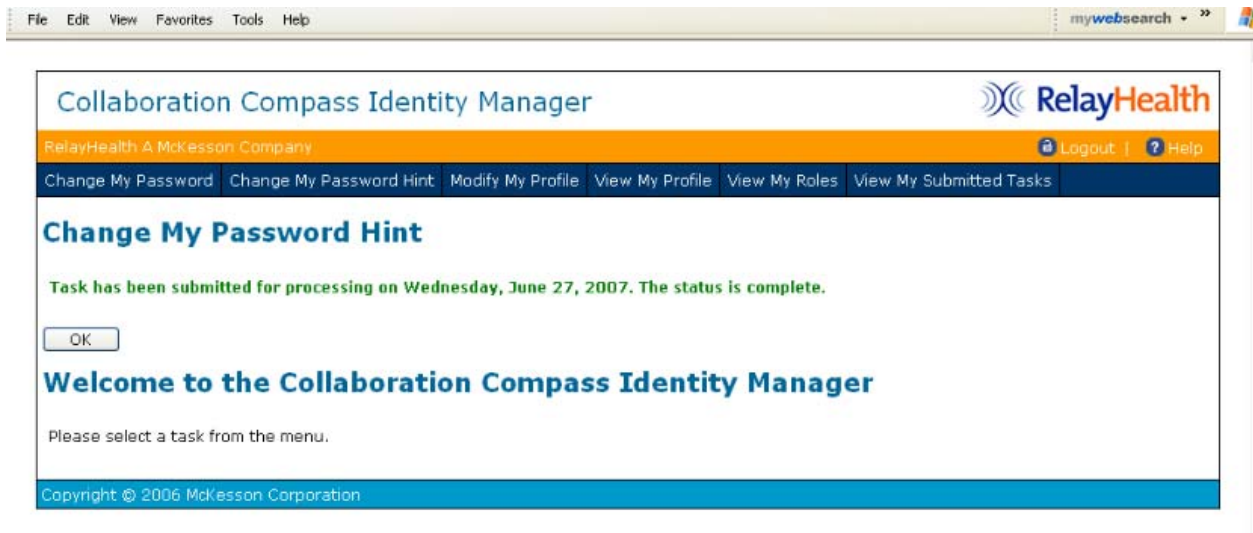 File Edit View Favorites Tools Help mywebsearch
Collaboration Compass Identity Manager RelayHealth
RelayHealth A McKesson Company Logout | Help
Change My Password Change My Password Hint Modify My Profile View My Profile View My Roles View My Submitted Tasks
Change My Password Hint
Task has been submitted for processing on Wednesday, June 27, 2007. The status is complete.
OK
Welcome to the Collaboration Compass Identity Manager
Please select a task from the menu.
Copyright © 2006 McKesson Corporation